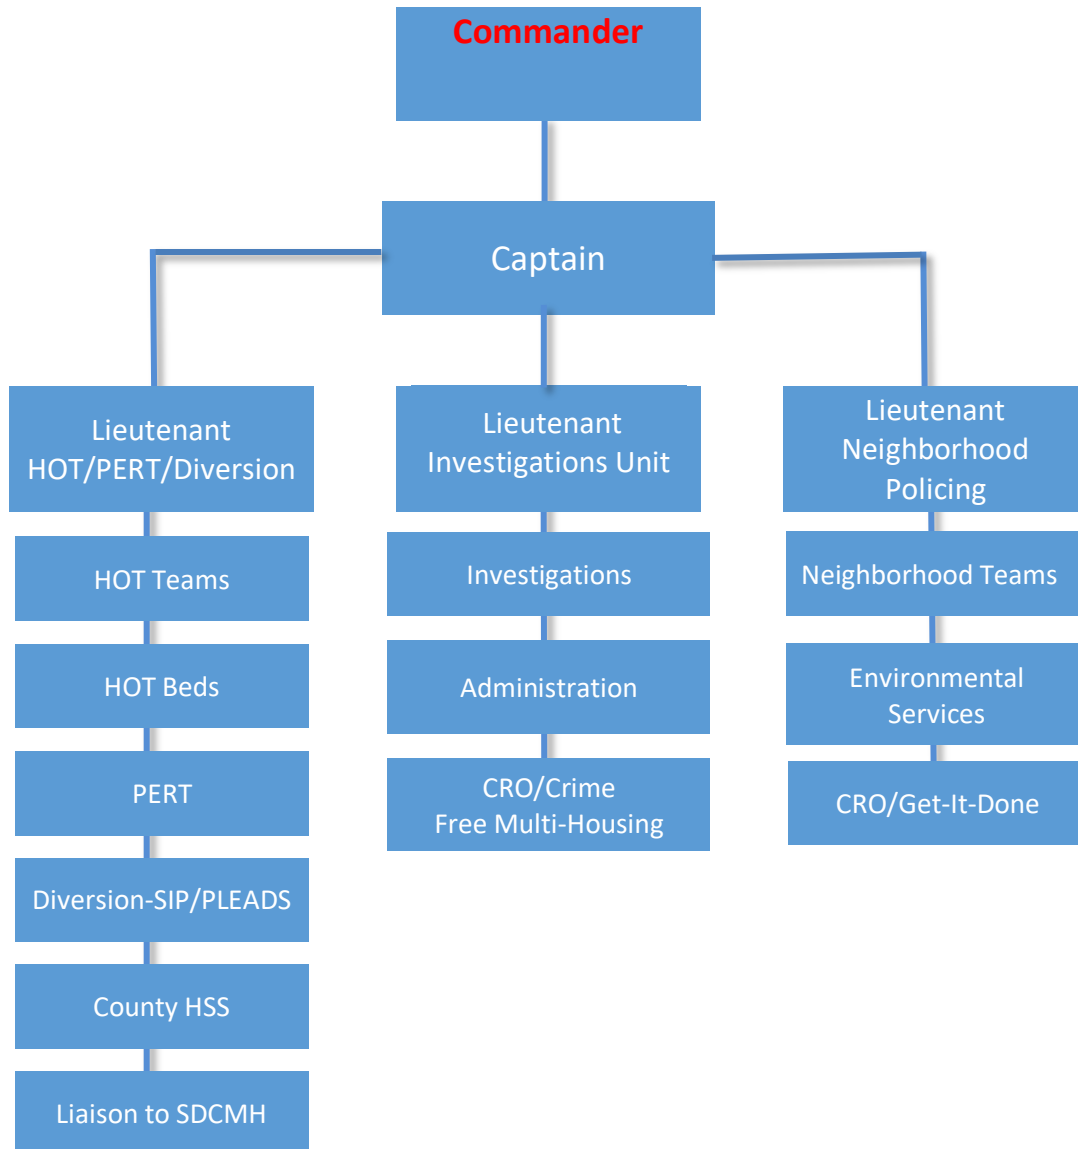 Commander
Captain
Lieutenant
HOT/PERT/Diversion
HOT Teams
HOT Beds
PERT
Diversion-SIP/PLEADS
County HSS
Liaison to SDCMH
Lieutenant
Investigations Unit
Investigations
Administration
CRO/Crime
Free Multi-Housing
Lieutenant
Neighborhood
Policing
Neighborhood Teams
Environmental
Services
CRO/Get-It-Done